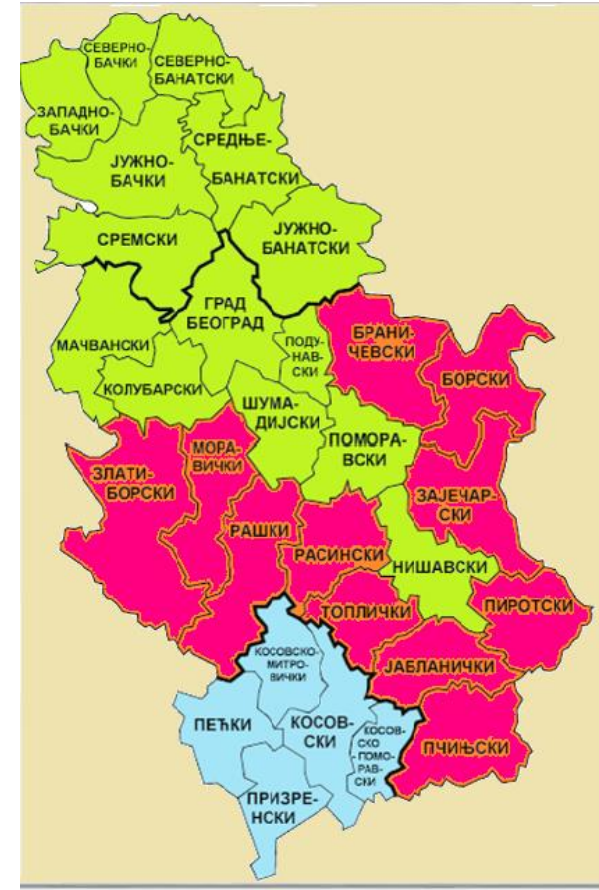 СЕВЕРНО-
БАЧКИ
СЕВЕРНО-
БАНАТСКИ
ЗАПАДНО-
БАЧКИ
СРЕДЊЕ-
БАНАТСКИ
ЈУЖНО-
БАЧКИ
ЈУЖНО-
БАНАТСКИ
СРЕМСКИ
ГРАД
БЕОГРАД
МАЧВАНСКИ
ПОДУ-
НАВ-
СКИ
БРАНИ-
ЧЕВСКИ
БОРСКИ
КОЛУБАРСКИ
ШУМА-
ДИЈСКИ
ПОМОРА-
ВСКИ
ЗЛАТИ-
БОРСКИ
МОРА-
ВИЧКИ
ЗАЈЕЧАР-
СКИ
РАШКИ
РАСИНСКИ
НИШАВСКИ
ТОПЛИЧКИ
ПИРОТСКИ
КОСОВСКО-
МИТРО-
ВИЧКИ
ЈАБЛАНИЧКИ
ПЕЋКИ
КОСОВ-
СКИ
КОСОВ-
СКО
- ПОМО-
РАВ-
СКИ
ПЧИЊСКИ
ПРИЗРЕ-
НСКИ